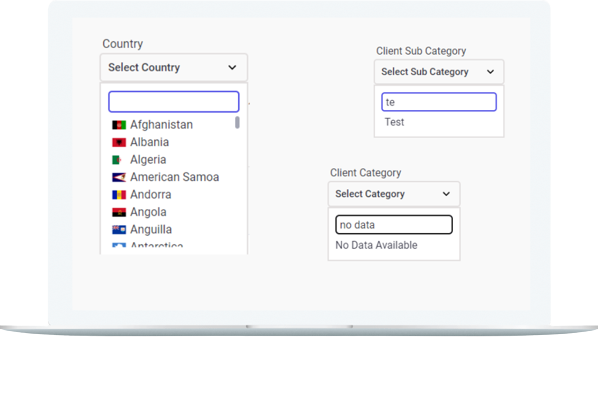 Country
Select Country
Afghanistan
Albania
Algeria
American Samoa
Andorra
Angola
Anguilla
Antarctica
Client Sub Category
Select Sub Category
te
Test
Client Category
Select Category
no data
No Data Available